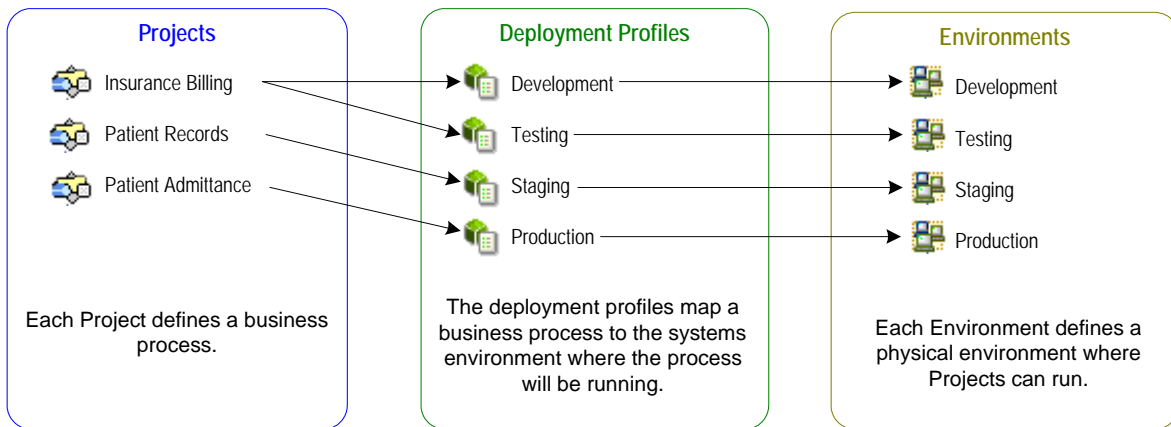 Projects
Insurance Billing
Patient Records
Patient Admittance
Each Project defines a business
process.
Deployment Profiles
Development
Testing
Staging
Production
The deployment profiles map a
business process to the systems
environment where the process
will be running.
Environments
Development
Testing
Staging
Production
Each Environment defines a
physical environment where
Projects can run.